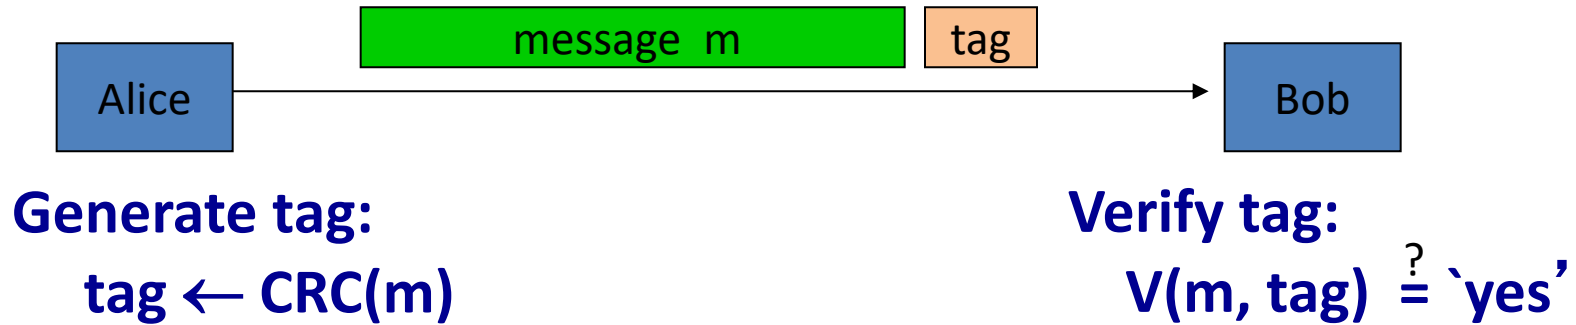 message m
tag
Alice
Bob
Generate tag:
tag ← CRC(m)
Verify tag:
V(m, tag) ≟ `yes’